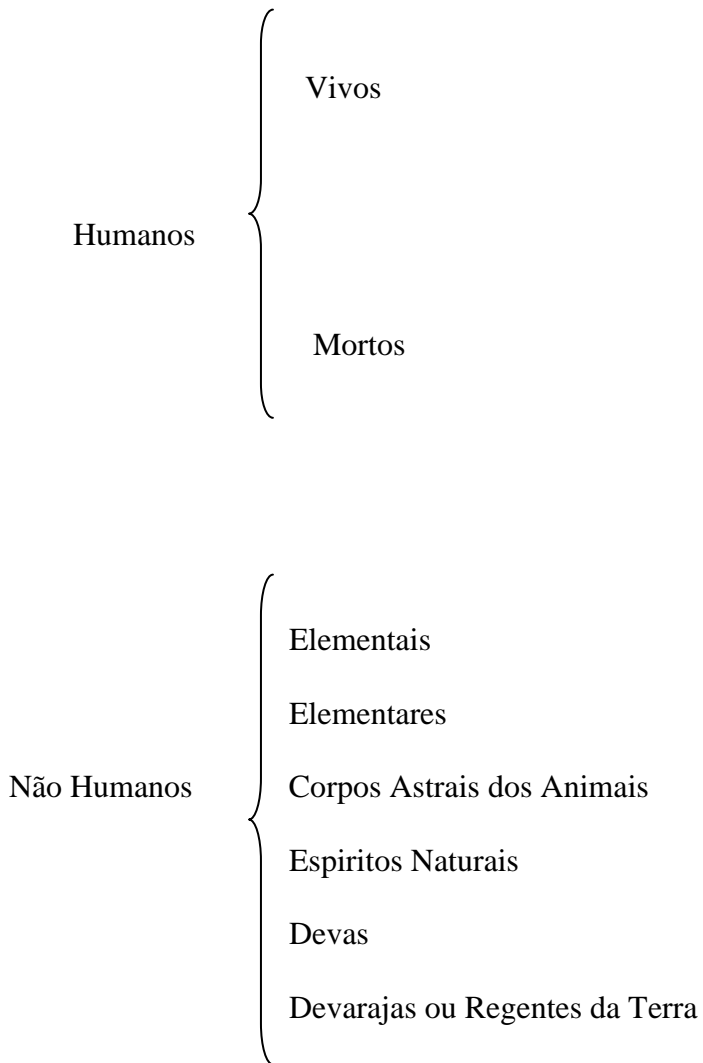 Vivos
Humanos
Mortos
Elementais
Elementares
Não Humanos
Corpos Astrais dos Animais
Espiritos Naturais
Devas
Devarajas ou Regentes da Terra